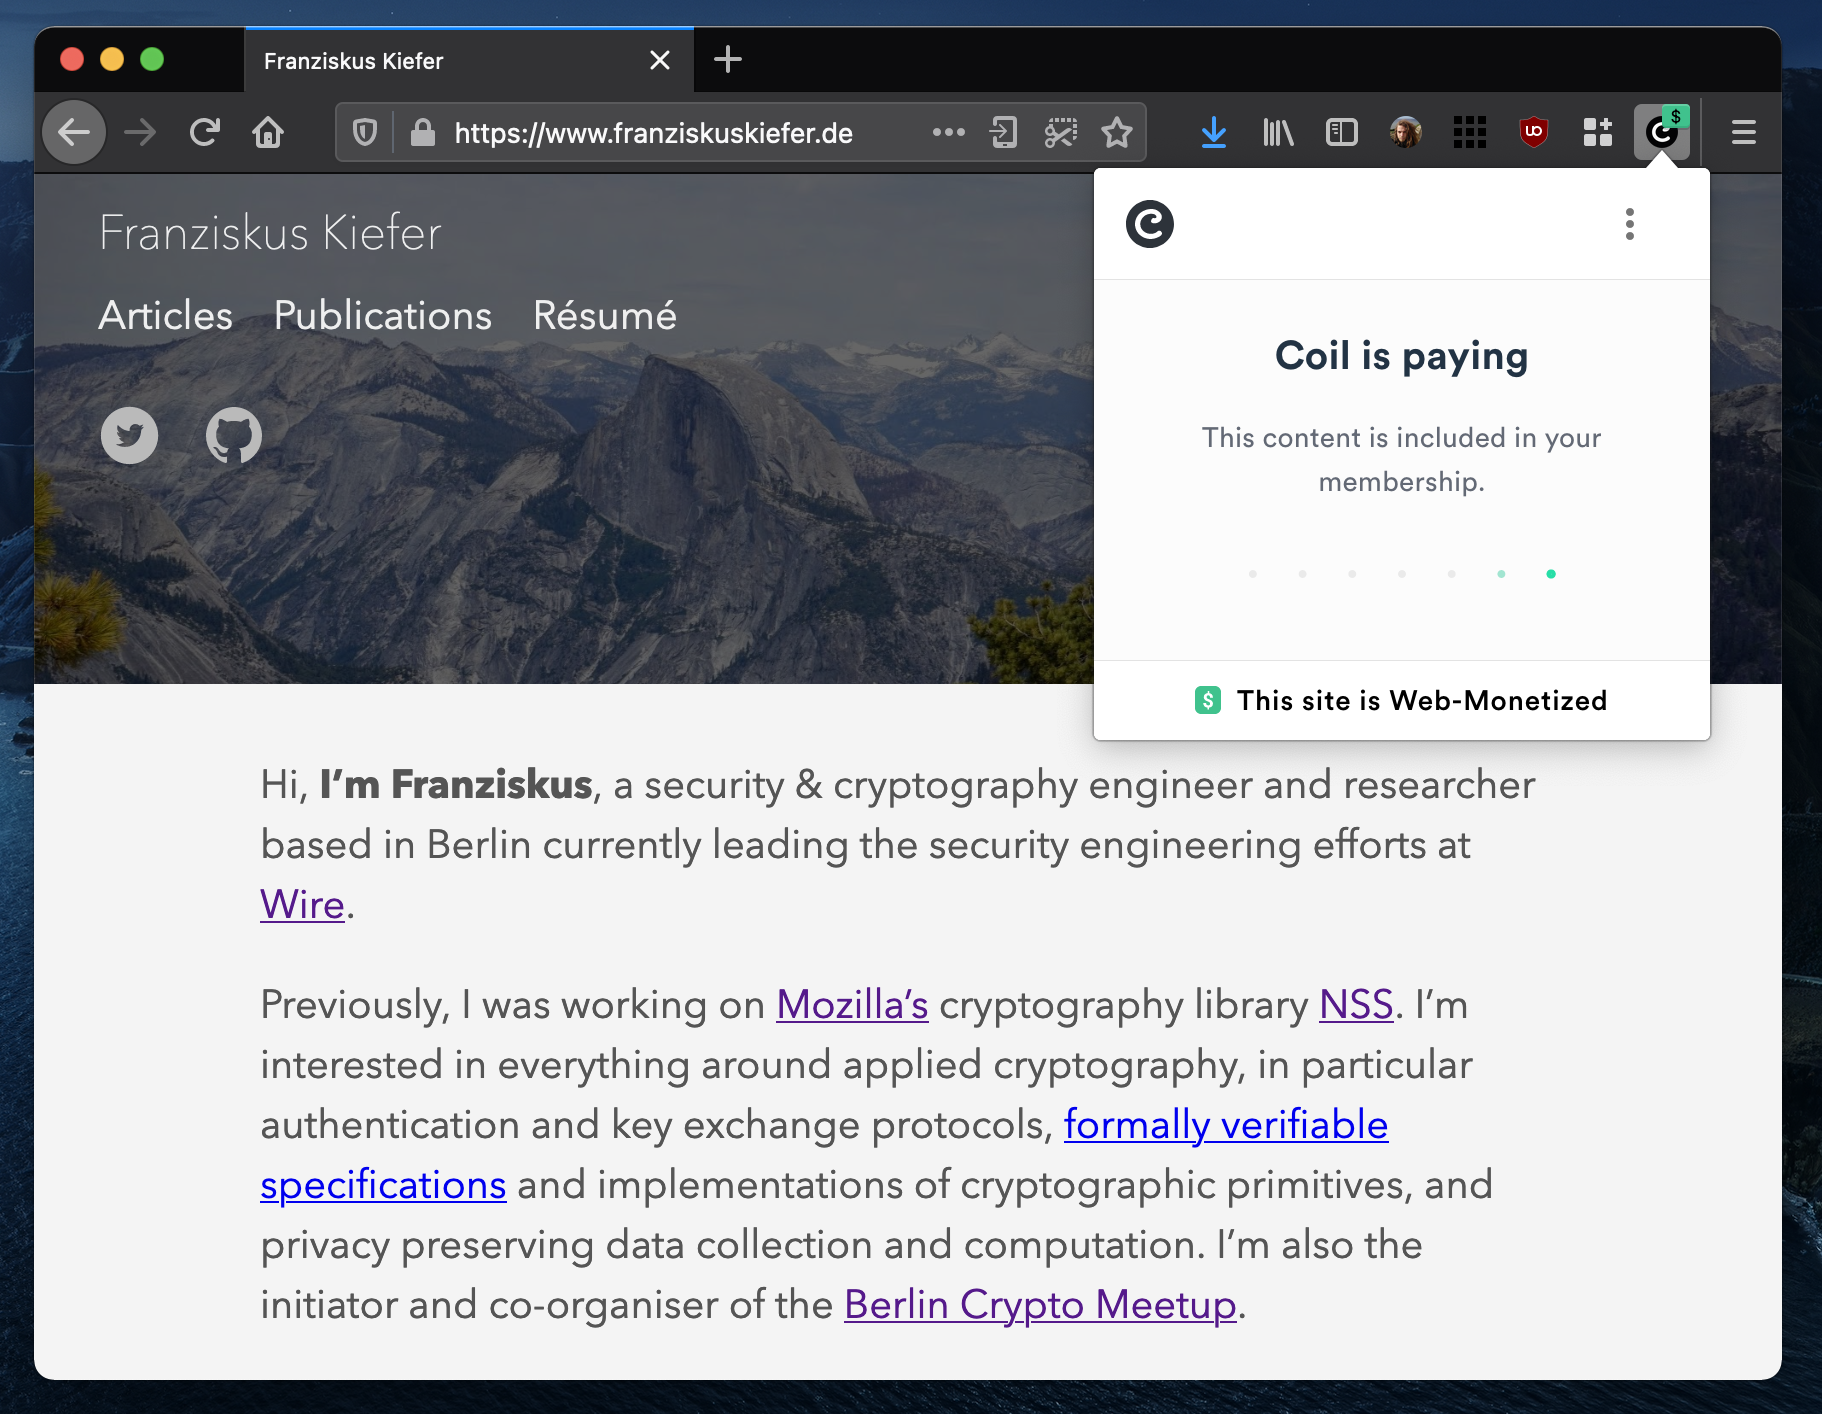 Franziskus Kiefer
https://www.franziskuskiefer.de
$
Franziskus Kiefer
Articles Publications Résumé
Coil is paying
This content is included in your
membership.
$ This site is Web-Monetized
Hi, I’m Franziskus, a security & cryptography engineer and researcher
based in Berlin currently leading the security engineering efforts at
Wire.
Previously, I was working on Mozilla’s cryptography library NSS. I’m
interested in everything around applied cryptography, in particular
authentication and key exchange protocols, formally verifiable
specifications and implementations of cryptographic primitives, and
privacy preserving data collection and computation. I’m also the
initiator and co-organiser of the Berlin Crypto Meetup.